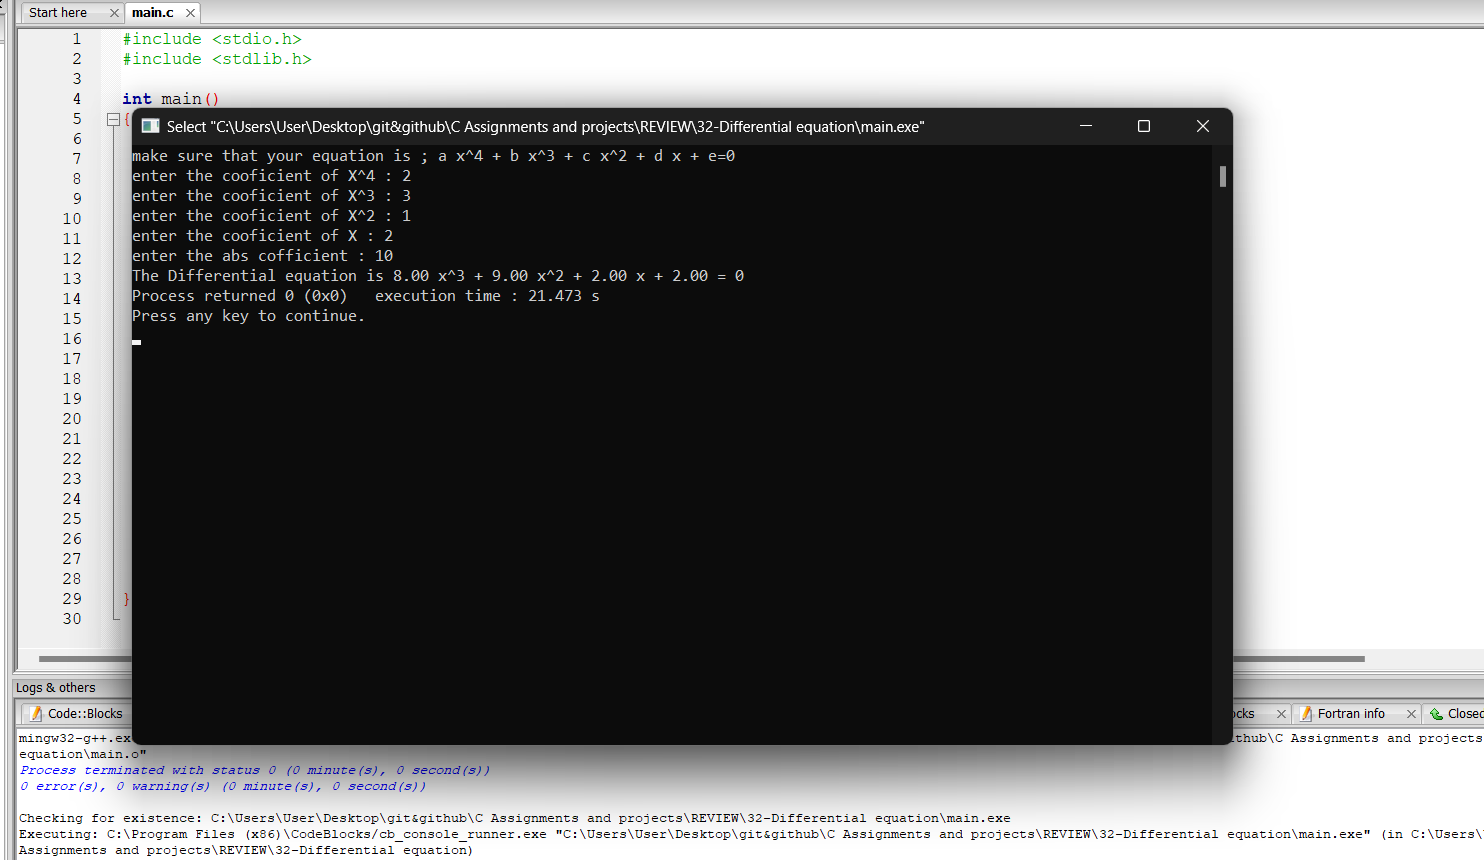 Start here
main.c
1 #include <stdio.h>
2 #include <stdlib.h>
3
4 int main()
5 {
6
7
8
9
10
11
12
13
14
15
16
17
18
19
20
21
22
23
24
25
26
27
28
29 }
30
Select "C:\Users\User\Desktop\git&github\C Assignments and projects\REVIEW\32-Differential equation\main.exe"
make sure that your equation is ; a x^4 + b x^3 + c x^2 + d x + e=0
enter the cooficient of X^4 : 2
enter the cooficient of X^3 : 3
enter the cooficient of X^2 : 1
enter the cooficient of X : 2
enter the abs cofficient : 10
The Differential equation is 8.00 x^3 + 9.00 x^2 + 2.00 x + 2.00 = 0
Process returned 0 (0x0)   execution time : 21.473 s
Press any key to continue.
Logs & others
Code::Blocks
Fortran info
mingw32-g++.ex
C Assignments and projects
equation\main.o"
Process terminated with status 0 (0 minute(s), 0 second(s))
0 error(s), 0 warning(s) (0 minute(s), 0 second(s))
Checking for existence: C:\Users\User\Desktop\git&github\C Assignments and projects\REVIEW\32-Differential equation\main.exe
Executing: C:\Program Files (x86)\CodeBlocks/cb_console_runner.exe "C:\Users\User\Desktop\git&github\C Assignments and projects\REVIEW\32-Differential equation\main.exe" (in C:\Users\
Assignments and projects\REVIEW\32-Differential equation)